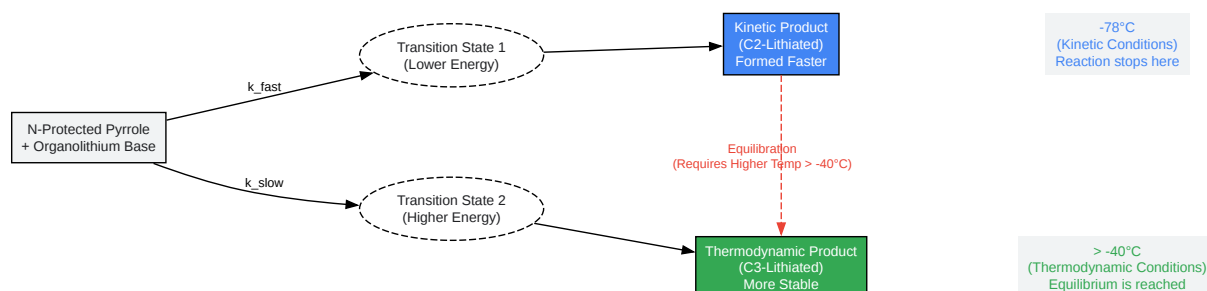 N-Protected Pyrrole
+ Organolithium Base
k_fast
k_slow
Transition State 1
(Lower Energy)
Transition State 2
(Higher Energy)
Kinetic Product
(C2-Lithiated)
Formed Faster
Equilibration
(Requires Higher Temp > -40°C)
Thermodynamic Product
(C3-Lithiated)
More Stable
-78°C
(Kinetic Conditions)
Reaction stops here
> -40°C
(Thermodynamic Conditions)
Equilibrium is reached